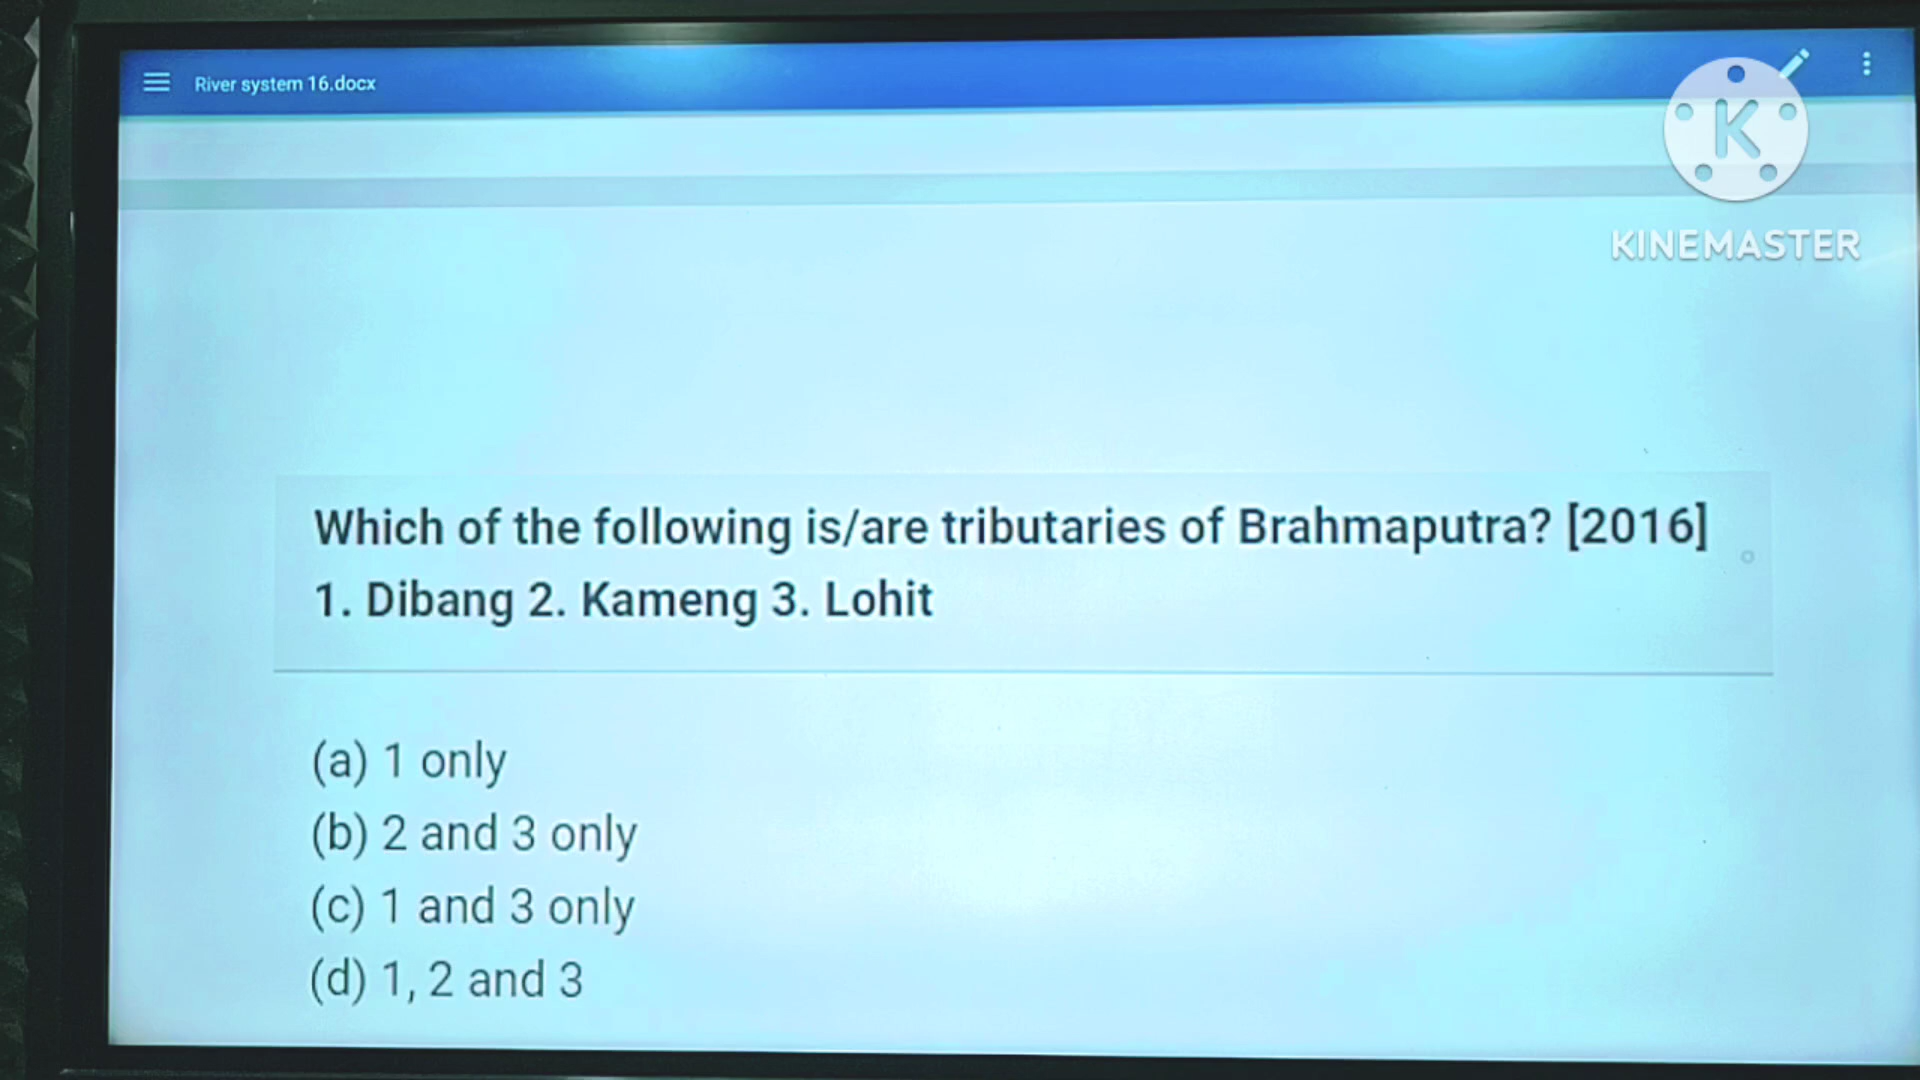 River system 16.docx
K
KINEMASTER
Which of the following is/are tributaries of Brahmaputra? [2016]
1. Dibang 2. Kameng 3. Lohit
(a) 1 only
(b) 2 and 3 only
(c) 1 and 3 only
(d) 1, 2 and 3